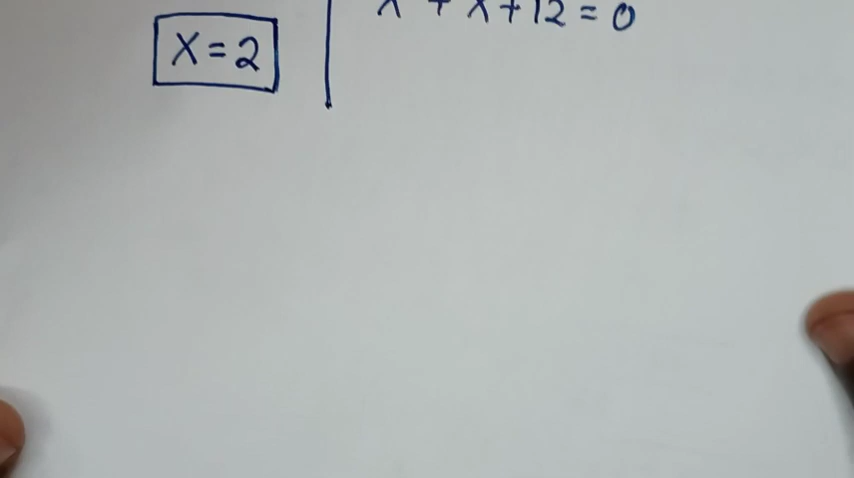 x + x + 12 = 0
x = 2